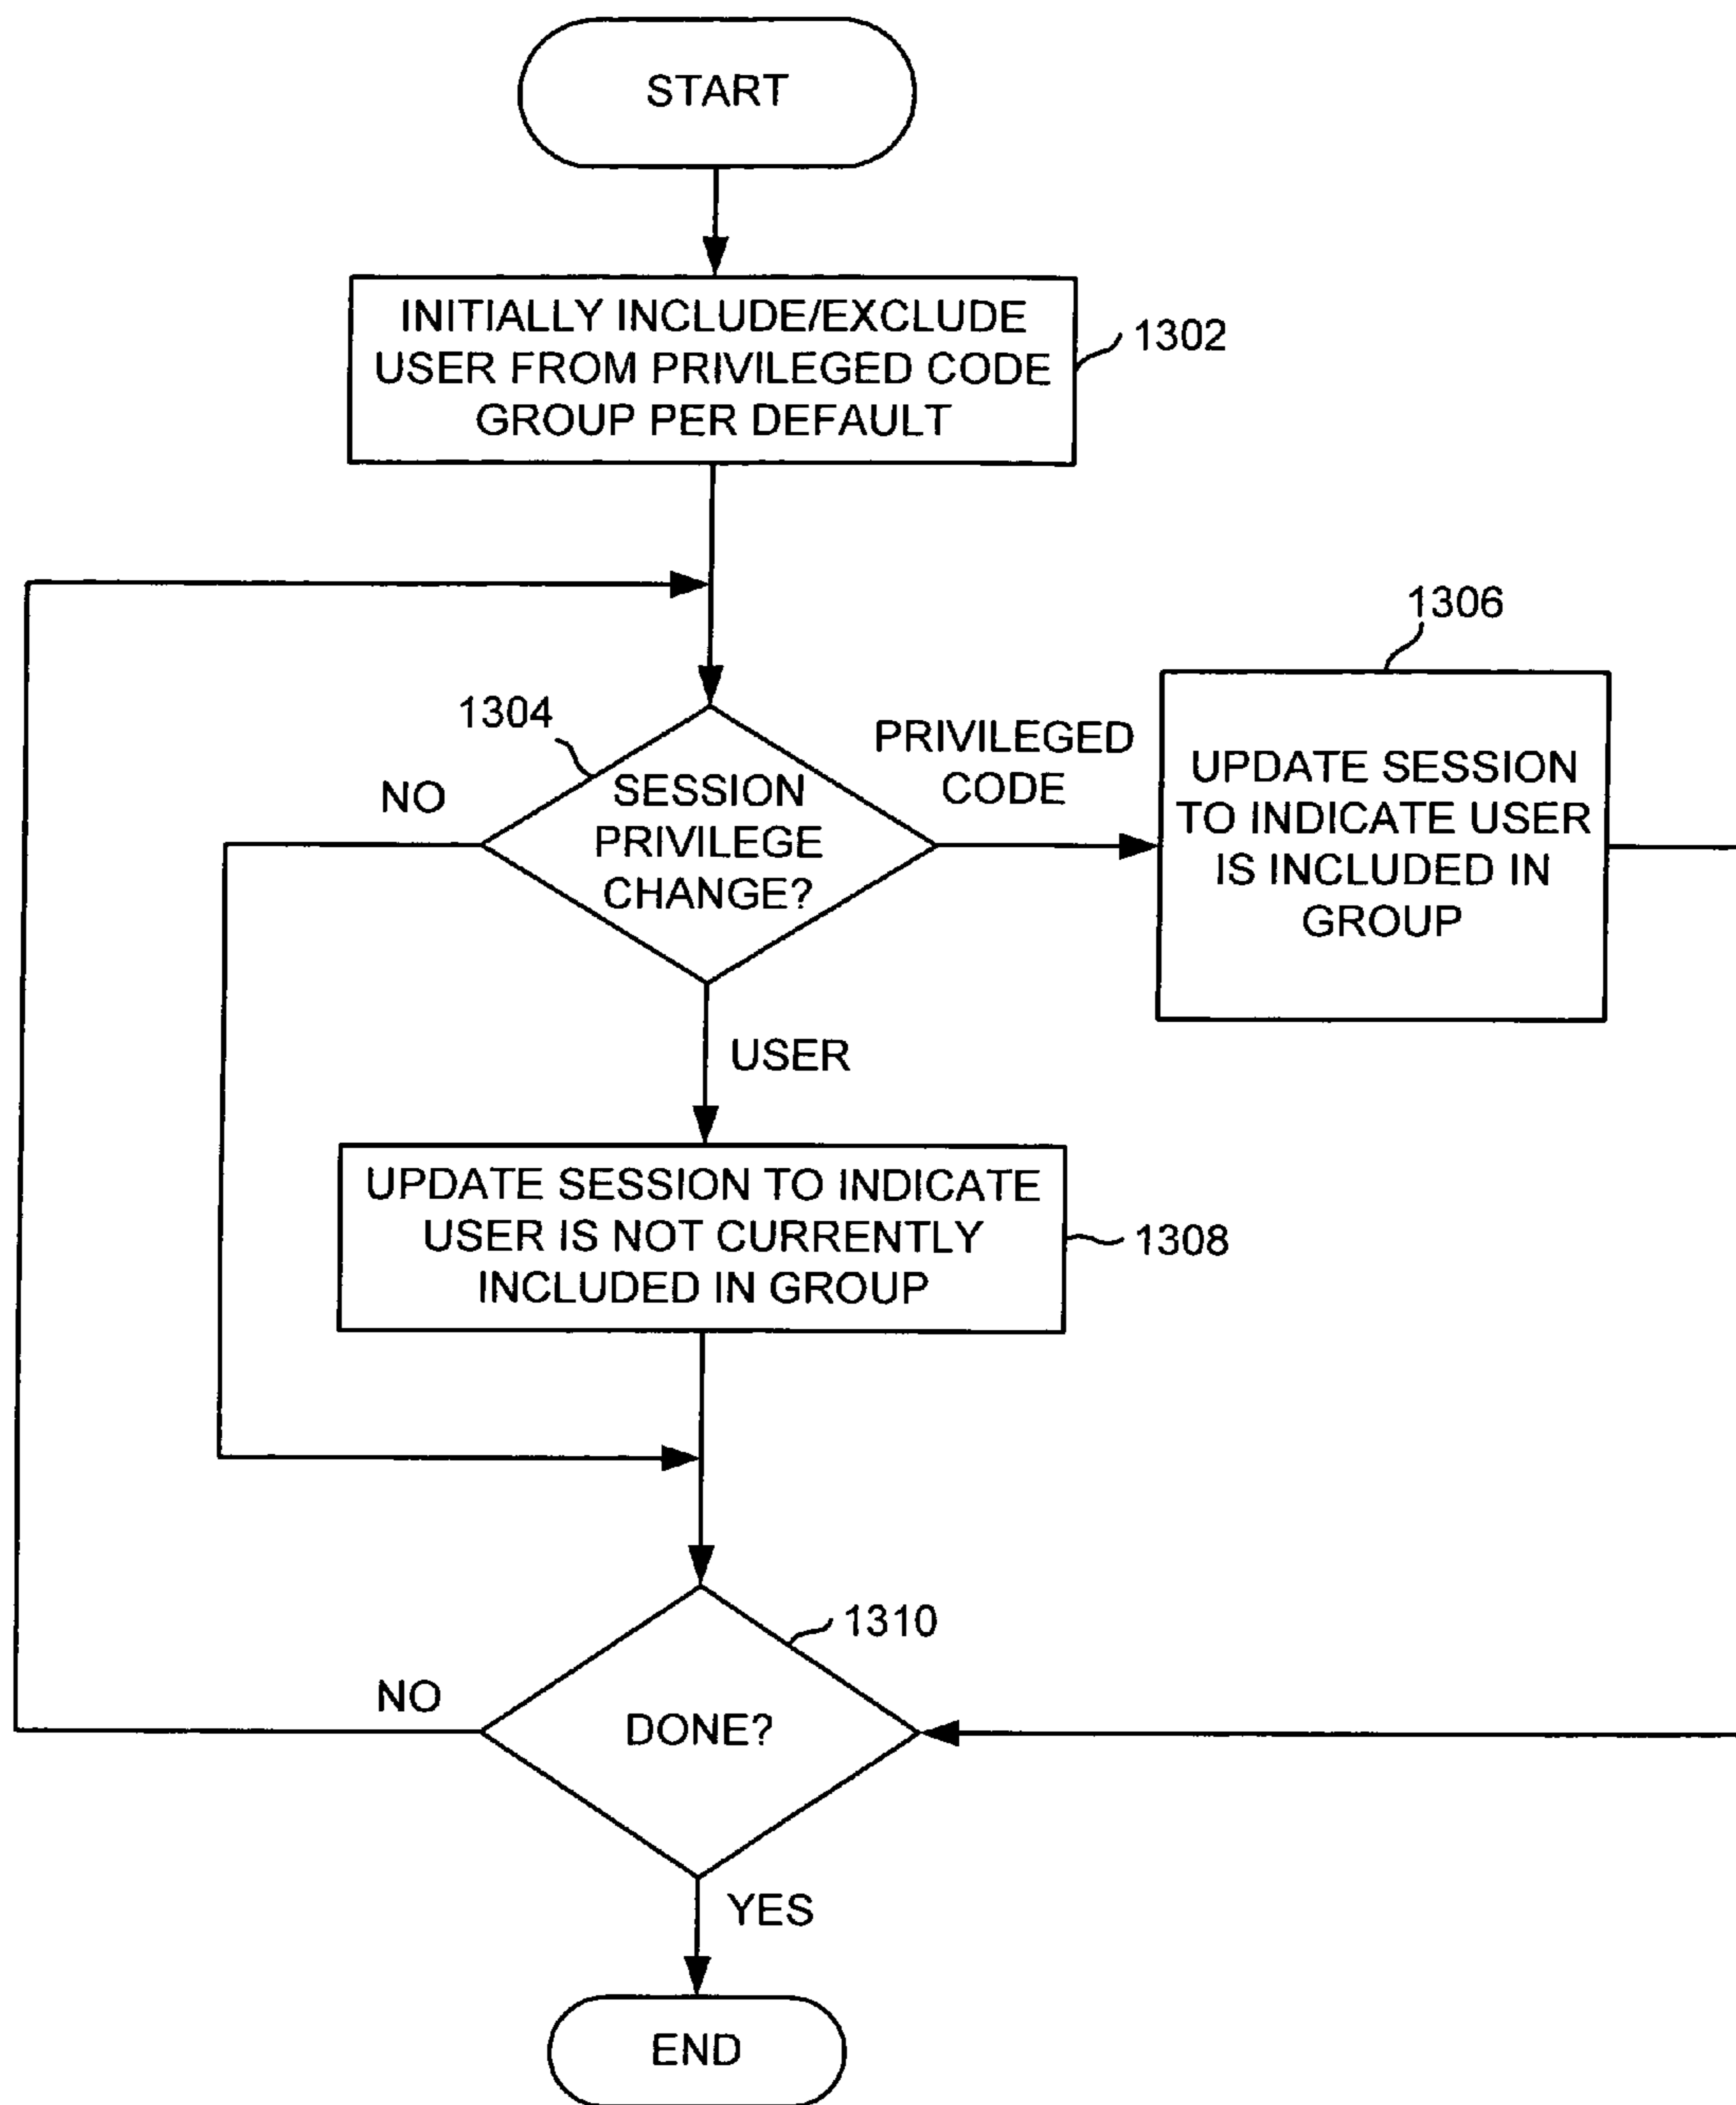 START
INITIALLY INCLUDE/EXCLUDE
USER FROM PRIVILEGED CODE
GROUP PER DEFAULT
1302
1306
1304
NO
SESSION
PRIVILEGE
CHANGE?
PRIVILEGED
CODE
UPDATE SESSION
TO INDICATE USER
IS INCLUDED IN
GROUP
USER
UPDATE SESSION TO INDICATE
USER IS NOT CURRENTLY
INCLUDED IN GROUP
1308
1310
NO
DONE?
YES
END